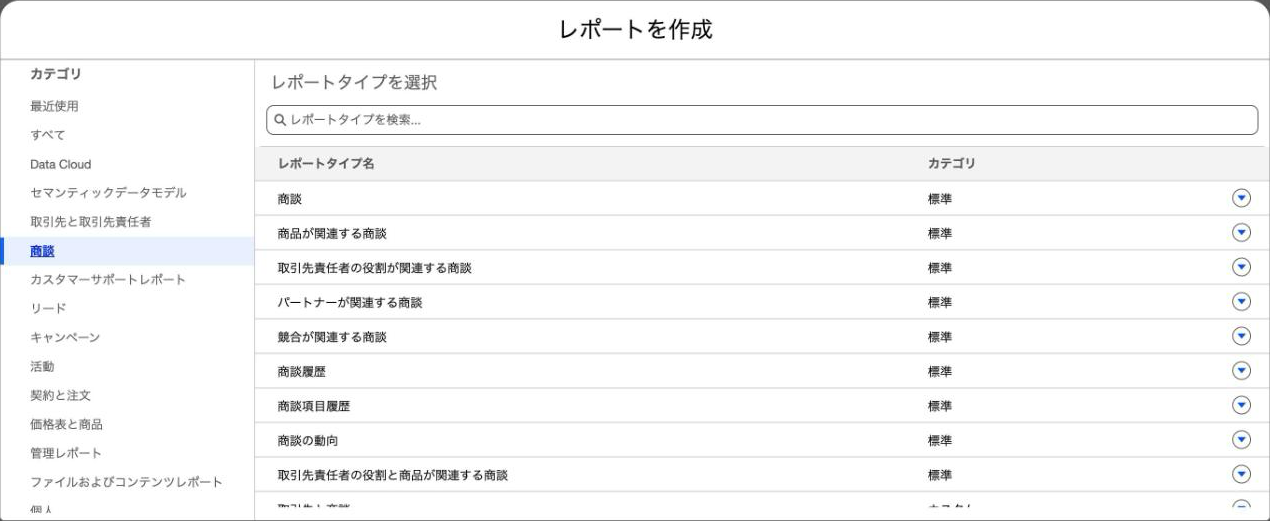 レポートを作成
カテゴリ
最近使用
すべて
Data Cloud
セマンティックデータモデル
取引先と取引先責任者
商談
カスタマーサポートレポート
リード
キャンペーン
活動
契約と注文
価格表と商品
管理レポート
ファイルおよびコンテンツレポート
個人
レポートタイプを選択
レポートタイプを検索...
レポートタイプ名 カテゴリ
商談 標準
商品が関連する商談 標準
取引先責任者の役割が関連する商談 標準
パートナーが関連する商談 標準
競合が関連する商談 標準
商談履歴 標準
商談項目履歴 標準
商談の動向 標準
取引先責任者の役割と商品が関連する商談 標準